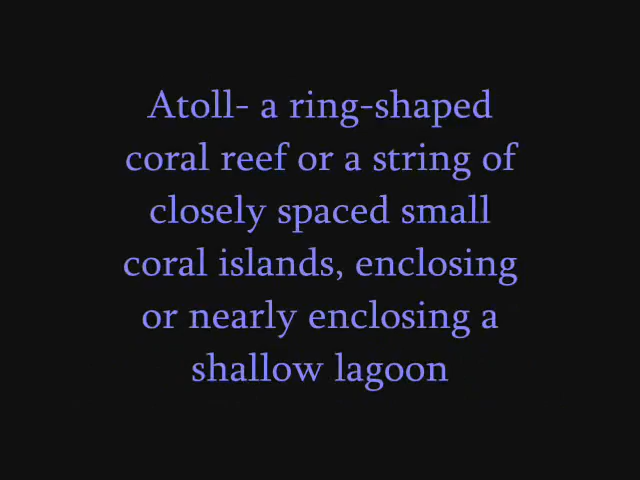 Atoll- a ring-shaped
coral reef or a string of
closely spaced small
coral islands, enclosing
or nearly enclosing a
shallow lagoon